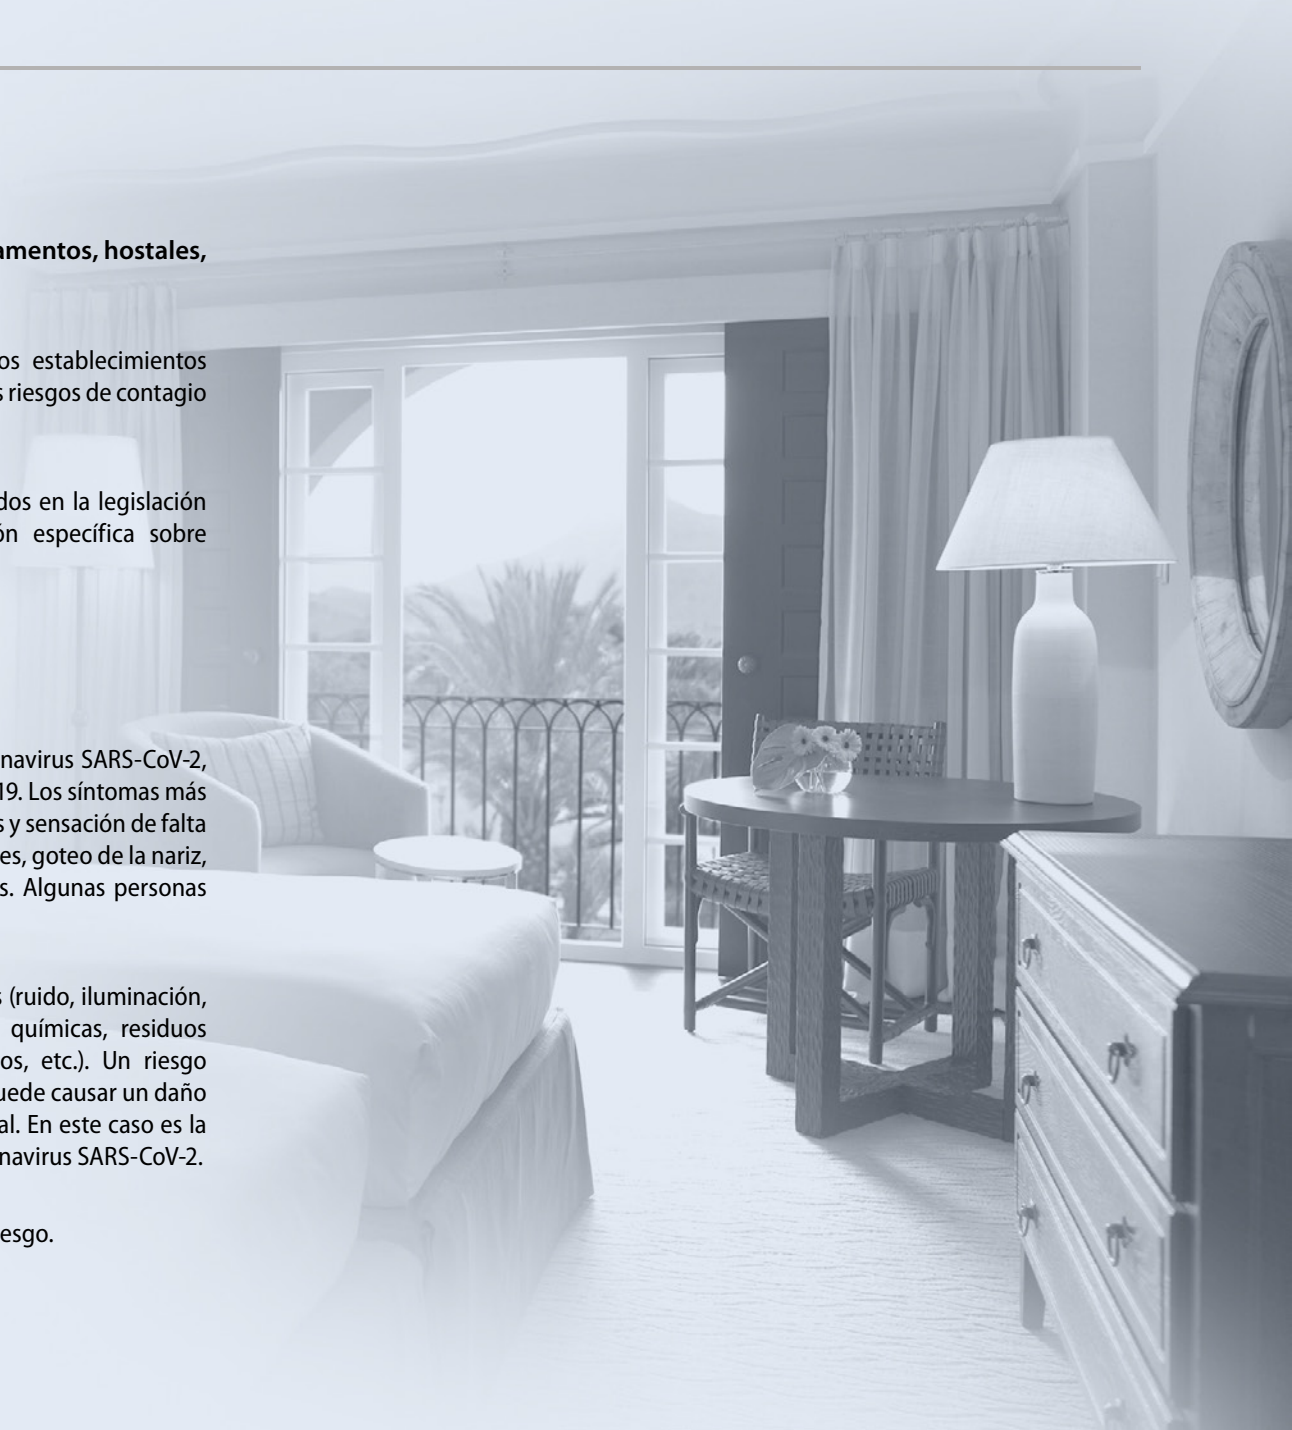 amentos, hostales,
os establecimientos
s riesgos de contagio
dos en la legislación
ón específica sobre
navirus SARS-CoV-2,
19. Los síntomas más
s y sensación de falta
es, goteo de la nariz,
s. Algunas personas
s (ruido, iluminación,
químicas, residuos
os, etc.). Un riesgo
uede causar un daño
al. En este caso es la
navirus SARS-CoV-2.
esgo.